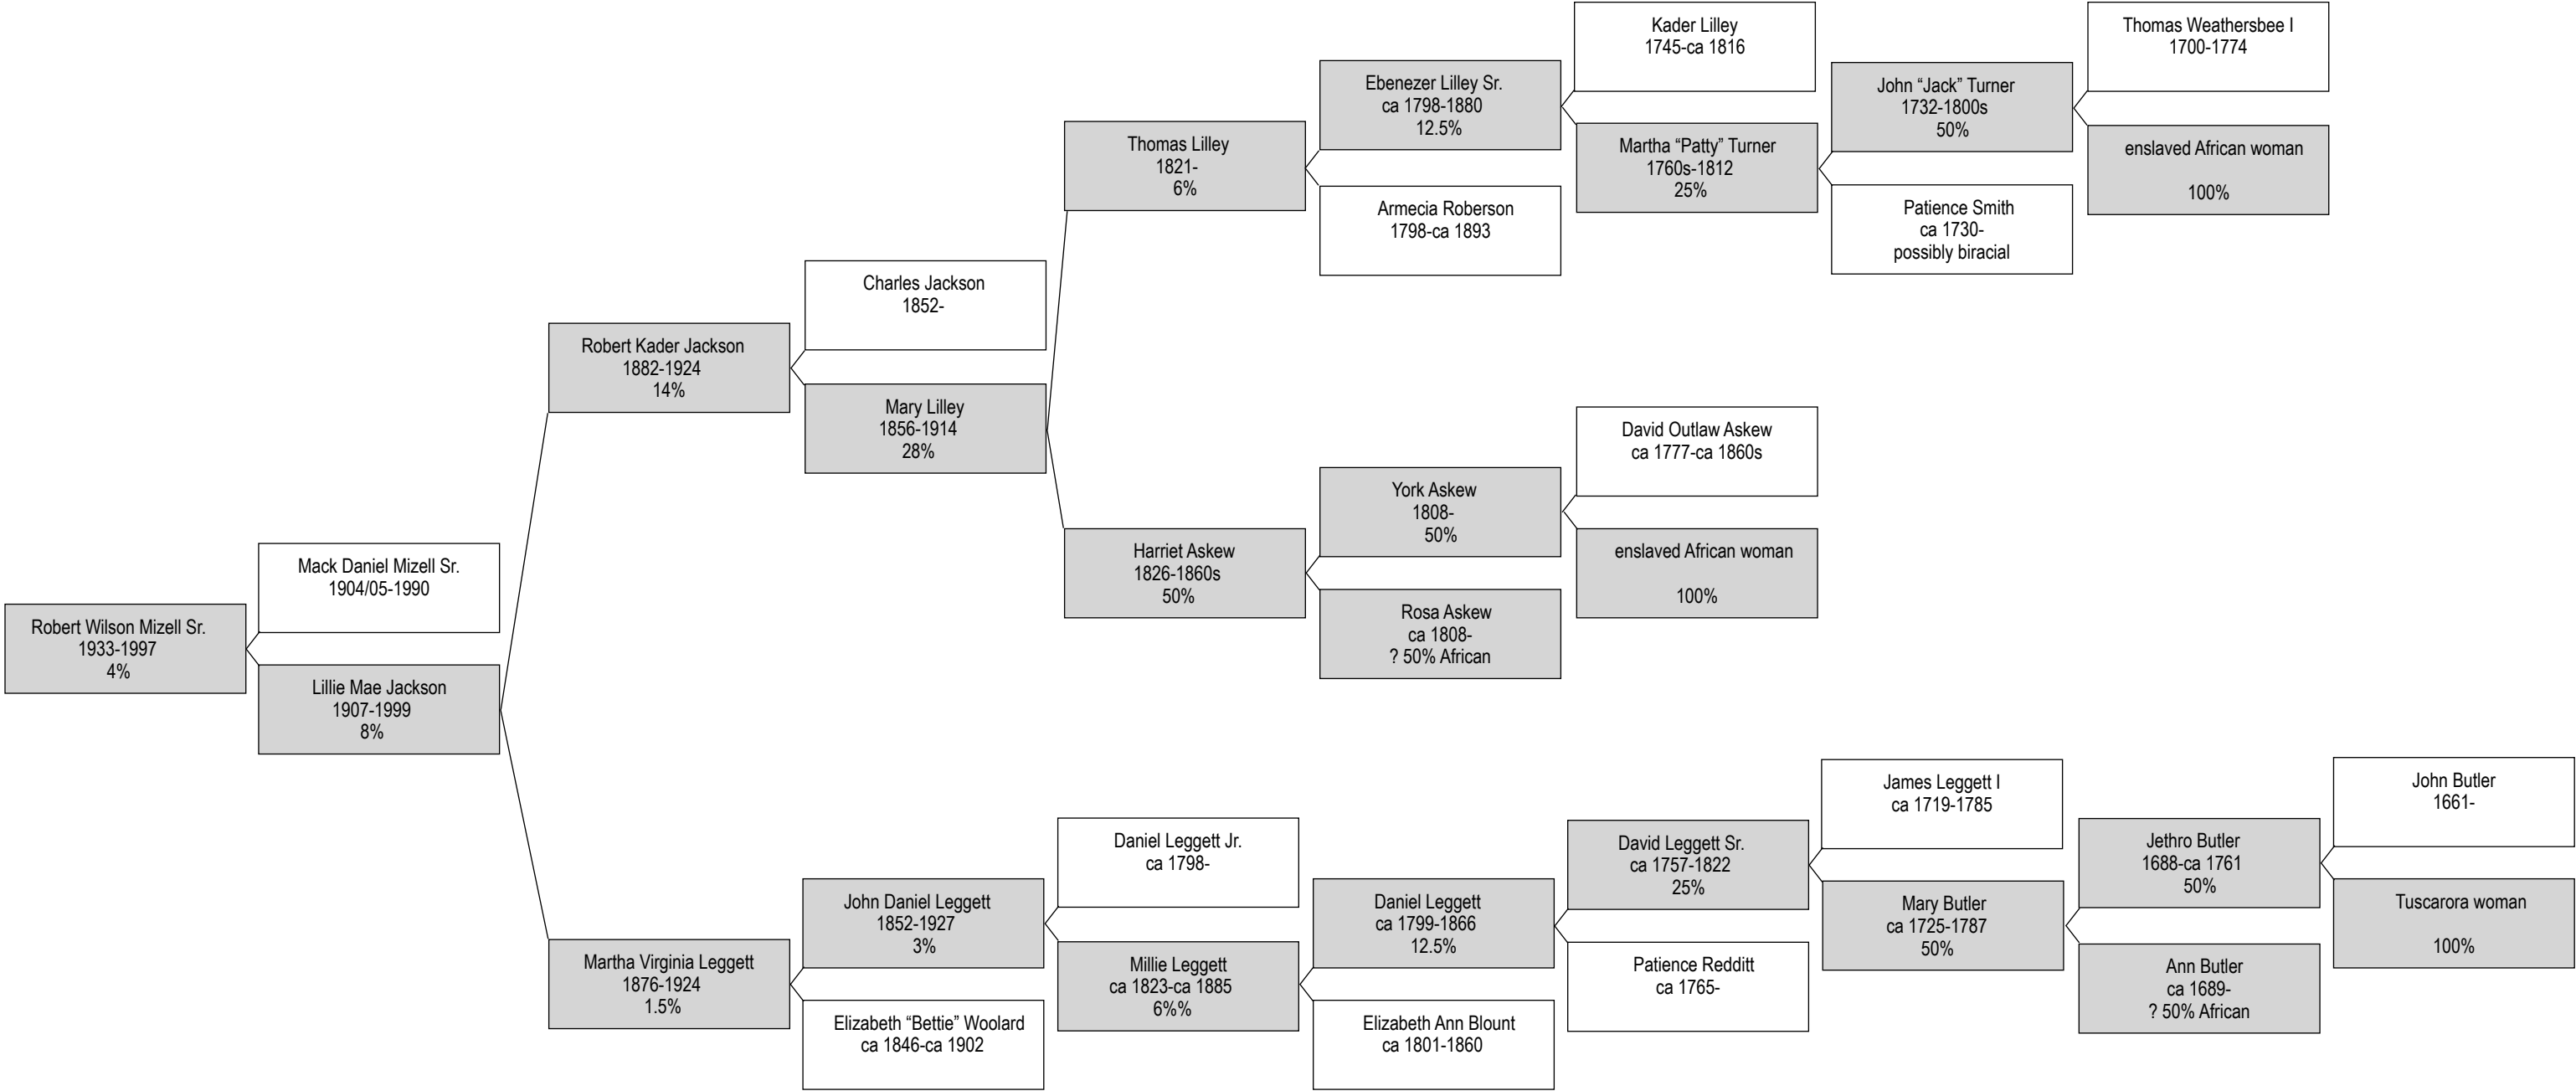 Kader Lilley
1745-ca 1816
Thomas Weathersbee I
1700-1774
Ebenezer Lilley Sr.
ca 1798-1880
12.5%
John “Jack” Turner
1732-1800s
50%
Thomas Lilley
1821-
6%
Martha “Patty” Turner
1760s-1812
25%
enslaved African woman
100%
Armecia Roberson
1798-ca 1893
Patience Smith
ca 1730-
possibly biracial
Charles Jackson
1852-
Robert Kader Jackson
1882-1924
14%
Mary Lilley
1856-1914
28%
David Outlaw Askew
ca 1777-ca 1860s
York Askew
1808-
50%
Harriet Askew
1826-1860s
50%
enslaved African woman
100%
Rosa Askew
ca 1808-
? 50% African
Mack Daniel Mizell Sr.
1904/05-1990
Robert Wilson Mizell Sr.
1933-1997
4%
Lillie Mae Jackson
1907-1999
8%
James Leggett I
ca 1719-1785
John Butler
1661-
Daniel Leggett Jr.
ca 1798-
David Leggett Sr.
ca 1757-1822
25%
Jethro Butler
1688-ca 1761
50%
John Daniel Leggett
1852-1927
3%
Daniel Leggett
ca 1799-1866
12.5%
Mary Butler
ca 1725-1787
50%
Tuscarora woman
100%
Martha Virginia Leggett
1876-1924
1.5%
Millie Leggett
ca 1823-ca 1885
6%%
Patience Redditt
ca 1765-
Ann Butler
ca 1689-
? 50% African
Elizabeth “Bettie” Woolard
ca 1846-ca 1902
Elizabeth Ann Blount
ca 1801-1860